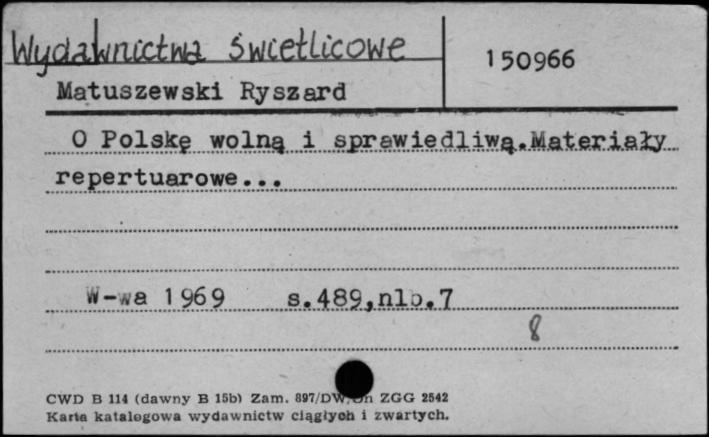 Wydawnictwa świetlicowe
150966
Matuszewski Ryszard
O Polskę wolną i sprawiedliwą.Materiały
repertuarowe...
W-wa 1969 s.489,nlb.7
8
CWD B 114 (dawny B 15b) Zam. 897/DW/ ZGG 2542
Karta katalogowa wydawnictw ciągłych i zwartych.